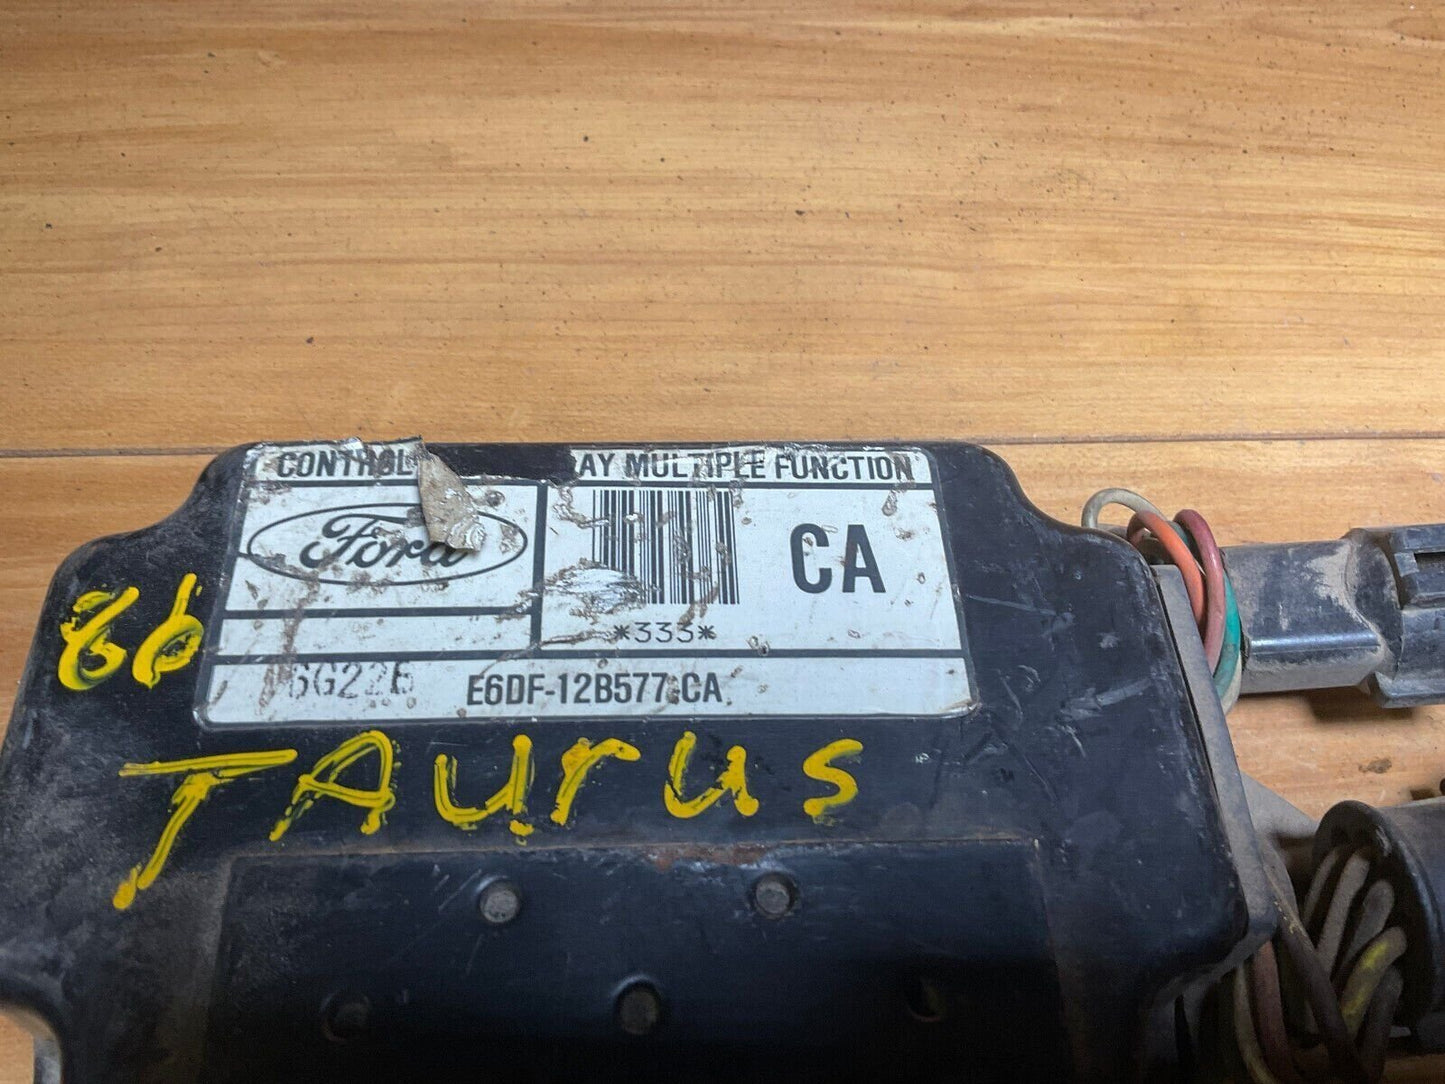 CONTROL AY MULTIPLE FUNCTION
Ford
CA
*333*
6G226
E6DF-12B577-CA
86
TAurus